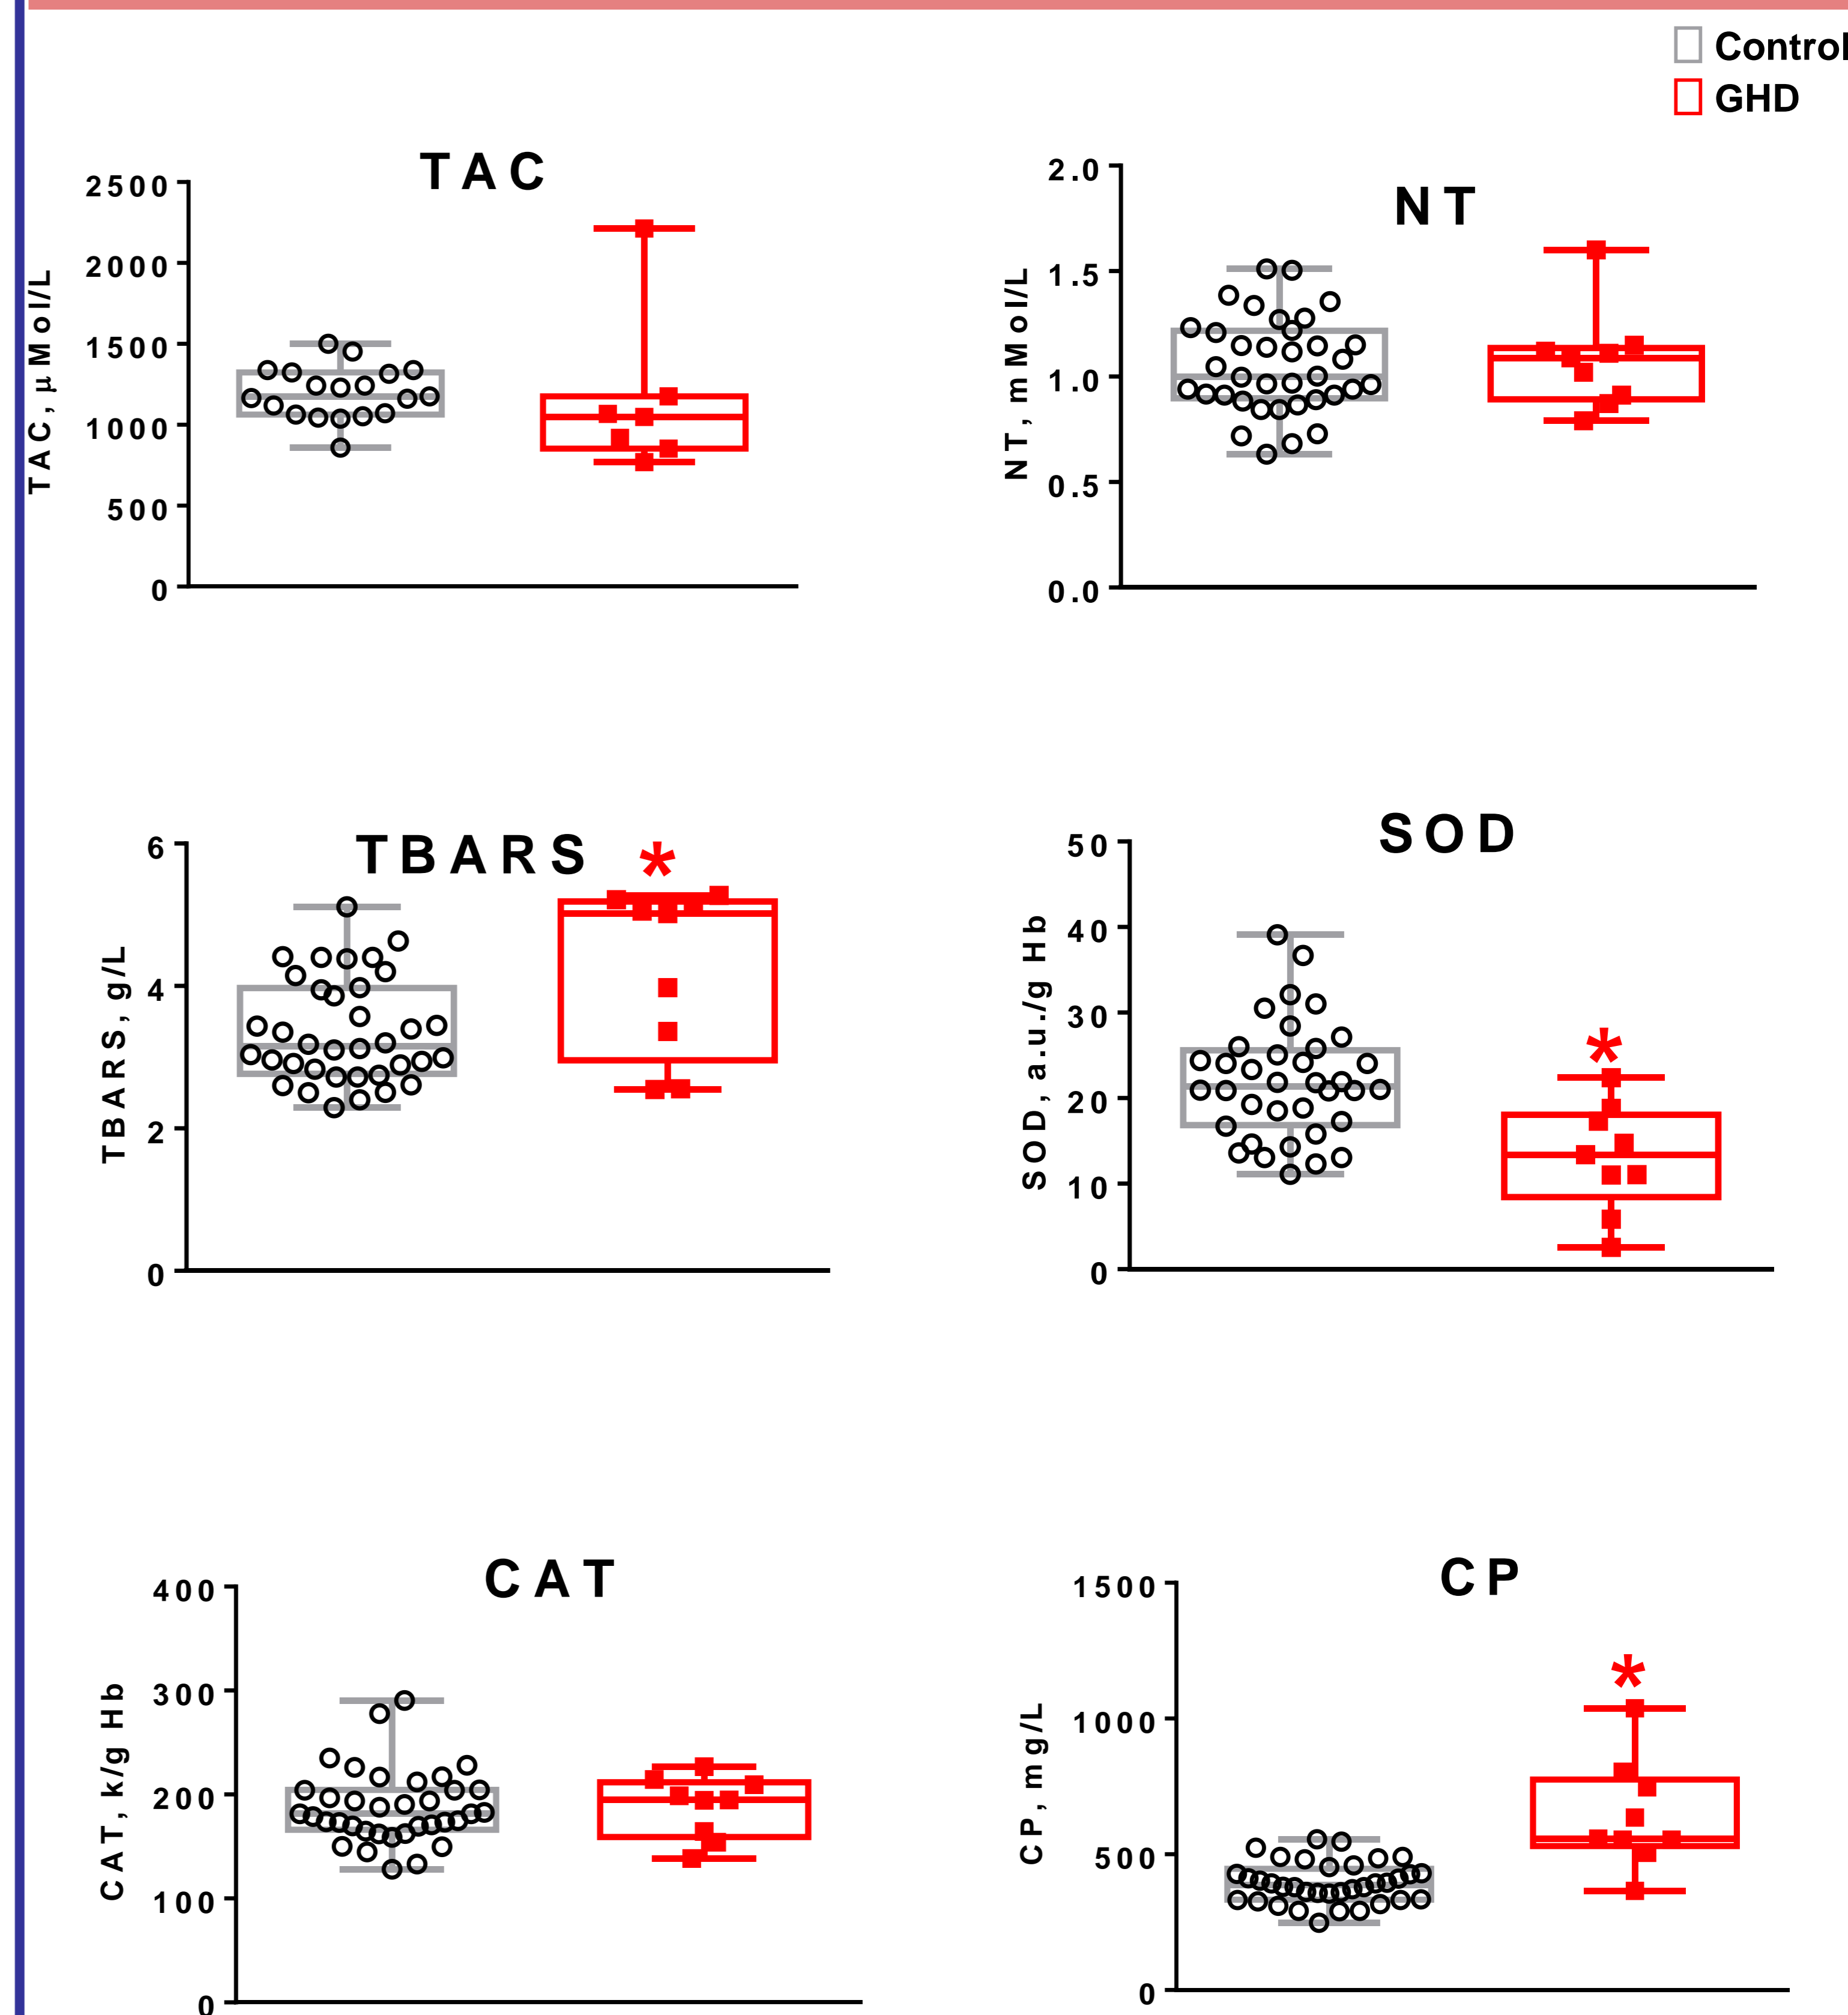 Control
GHD
TAC
TAC, µMol/L
2500
2000
1500
1000
500
0
NT
NT, mMol/L
2.0
1.5
1.0
0.5
0.0
TBARS
*
TBARS, g/L
6
4
2
0
SOD
*
SOD, a.u./g Hb
50
40
30
20
10
0
CAT
CAT, k/g Hb
400
300
200
100
0
CP
*
CP, mg/L
1500
1000
500
0